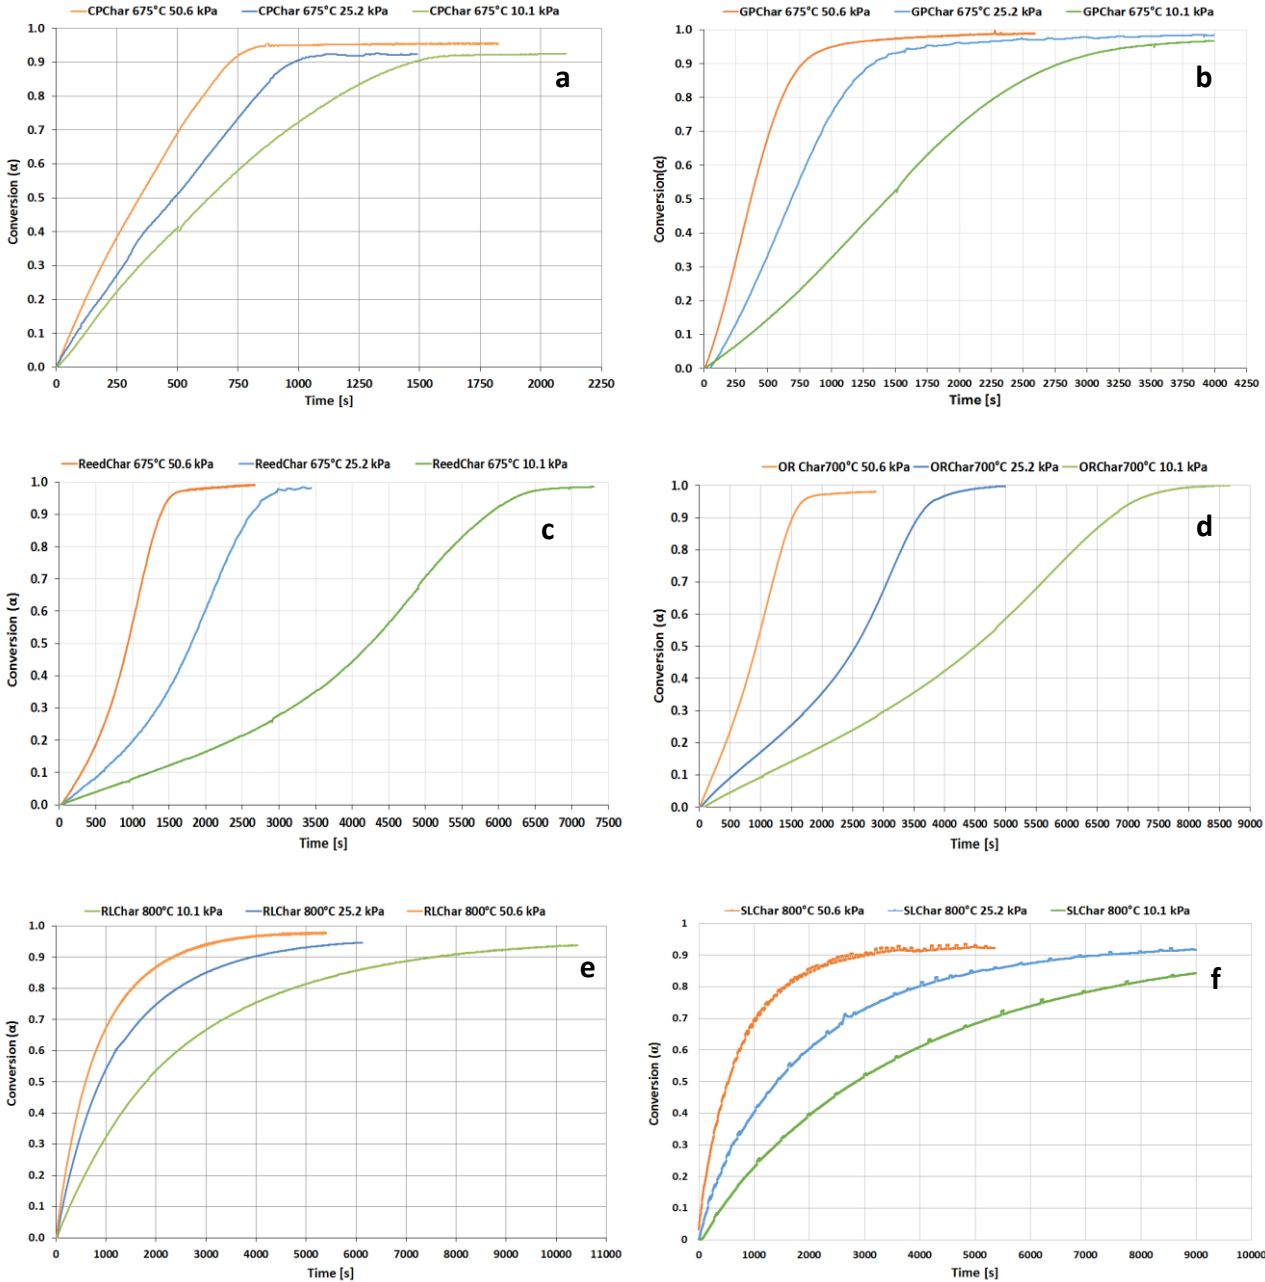 CPChar 675°C 50.6 kPa CPChar 675°C 25.2 kPa CPChar 675°C 10.1 kPa
1.0
0.9
0.8
0.7
0.6
0.5
0.4
0.3
0.2
0.1
0.0
Conversion (α)
a
0 250 500 750 1000 1250 1500 1750 2000 2250
Time [s]
GPChar 675°C 50.6 kPa GPChar 675°C 25.2 kPa GPChar 675°C 10.1 kPa
1.0
0.9
0.8
0.7
0.6
0.5
0.4
0.3
0.2
0.1
0.0
Conversion(α)
b
0 250 500 750 1000 1250 1500 1750 2000 2250 2500 2750 3000 3250 3500 3750 4000 4250
Time [s]
ReedChar 675°C 50.6 kPa ReedChar 675°C 25.2 kPa ReedChar 675°C 10.1 kPa
1.0
0.9
0.8
0.7
0.6
0.5
0.4
0.3
0.2
0.1
0.0
Conversion (α)
c
0 500 1000 1500 2000 2500 3000 3500 4000 4500 5000 5500 6000 6500 7000 7500
Time [s]
OR Char700°C 50.6 kPa ORChar700°C 25.2 kPa ORChar700°C 10.1 kPa
1.0
0.9
0.8
0.7
0.6
0.5
0.4
0.3
0.2
0.1
0.0
Conversion (α)
d
0 500 1000 1500 2000 2500 3000 3500 4000 4500 5000 5500 6000 6500 7000 7500 8000 8500 9000
Time [s]
RLChar 800°C 10.1 kPa RLChar 800°C 25.2 kPa RLChar 800°C 50.6 kPa
1.0
0.9
0.8
0.7
0.6
0.5
0.4
0.3
0.2
0.1
0.0
Conversion (α)
e
0 1000 2000 3000 4000 5000 6000 7000 8000 9000 10000 11000
Time [s]
SLChar 800°C 50.6 kPa SLChar 800°C 25.2 kPa SLChar 800°C 10.1 kPa
1
0.9
0.8
0.7
0.6
0.5
0.4
0.3
0.2
0.1
0
Conversion (α)
f
0 1000 2000 3000 4000 5000 6000 7000 8000 9000 10000
Time [s]